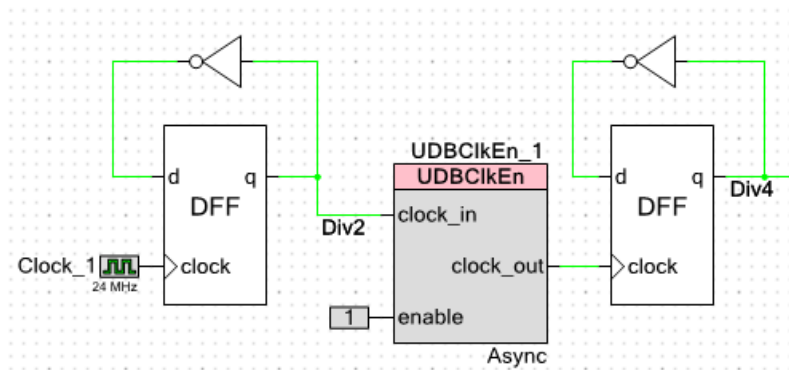 UDBClkEn_1
UDBClkEn
d
q
DFF
clock
Clock_1
24 MHz
Div2
clock_in
clock_out
enable
1
Async
d
q
DFF
clock
Div4